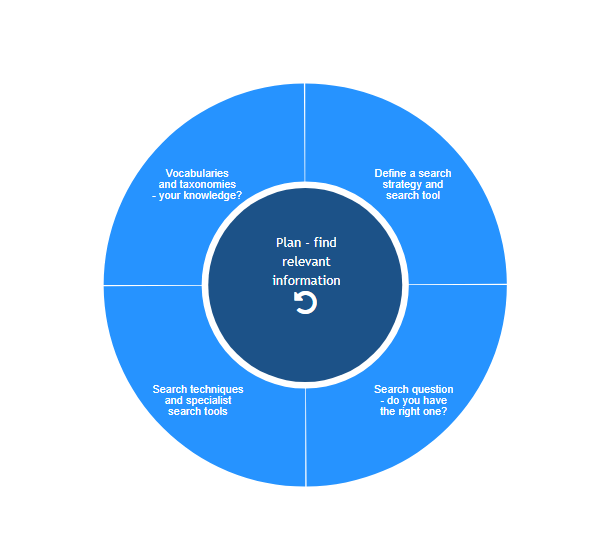 Vocabularies
and taxonomies
- your knowledge?
Define a search
strategy and
search tool
Plan - find
relevant
information
Search techniques
and specialist
search tools
Search question
- do you have
the right one?